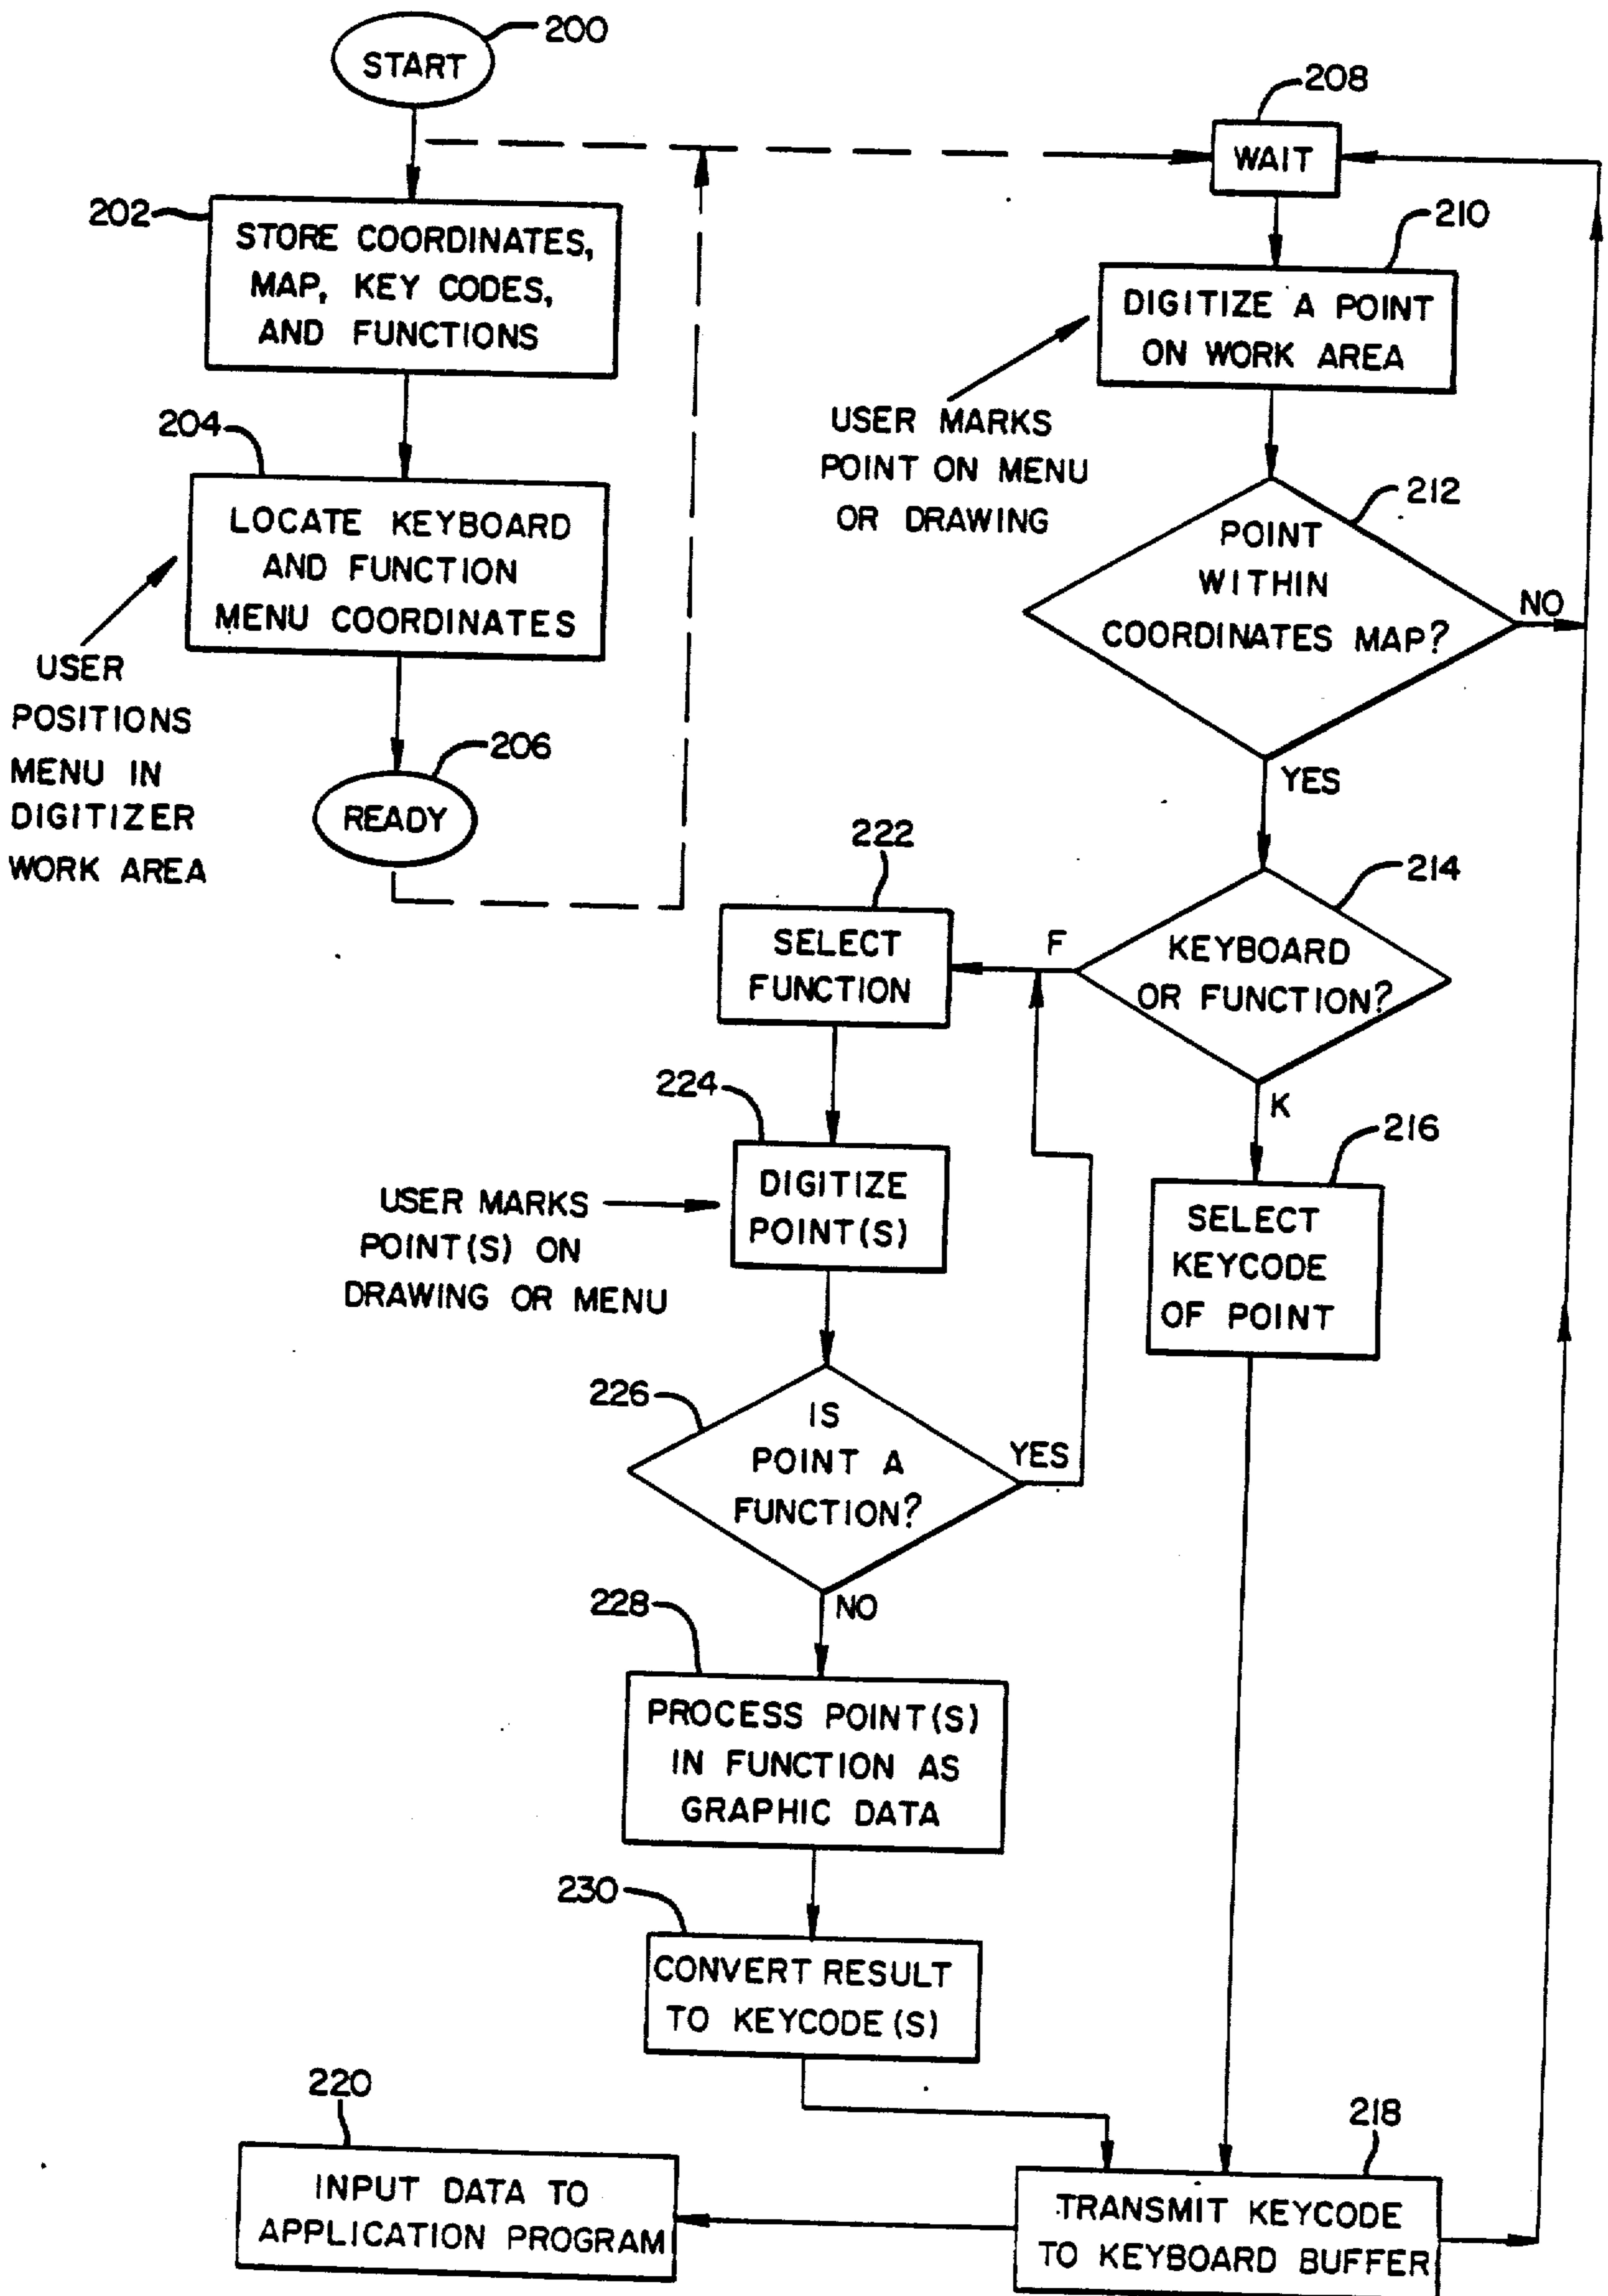 200
START
202
STORE COORDINATES,
MAP, KEY CODES,
AND FUNCTIONS
204
LOCATE KEYBOARD
AND FUNCTION
MENU COORDINATES
USER
POSITIONS
MENU IN
DIGITIZER
WORK AREA
206
READY
208
WAIT
210
DIGITIZE A POINT
ON WORK AREA
USER MARKS
POINT ON MENU
OR DRAWING
212
POINT
WITHIN
COORDINATES MAP?
NO
YES
214
KEYBOARD
OR FUNCTION?
F
K
216
SELECT
KEYCODE
OF POINT
222
SELECT
FUNCTION
224
DIGITIZE
POINT(S)
USER MARKS
POINT(S) ON
DRAWING OR MENU
226
IS
POINT A
FUNCTION?
YES
NO
228
PROCESS POINT(S)
IN FUNCTION AS
GRAPHIC DATA
230
CONVERT RESULT
TO KEYCODE(S)
218
TRANSMIT KEYCODE
TO KEYBOARD BUFFER
220
INPUT DATA TO
APPLICATION PROGRAM